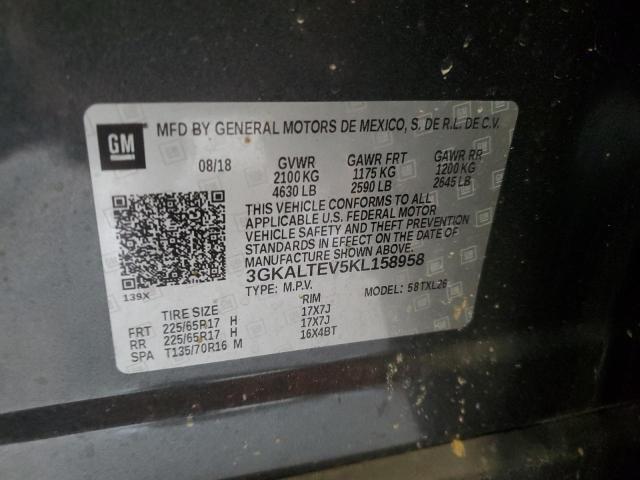 GM
MFD BY GENERAL MOTORS DE MEXICO, S. DE R.L. DE C.V.
08/18 GVWR GAWR FRT GAWR RR
2100 KG 1175 KG 1200 KG
4630 LB 2590 LB 2645 LB
THIS VEHICLE CONFORMS TO ALL
APPLICABLE U.S. FEDERAL MOTOR
VEHICLE SAFETY AND THEFT PREVENTION
STANDARDS IN EFFECT ON THE DATE OF
MANUFACTURE SHOWN ABOVE.
3GKALTEV5KL158958
139X
TYPE: M.P.V. MODEL: 58TXL26
TIRE SIZE RIM
FRT 225/65R17 H 17X7J
RR 225/65R17 H 17X7J
SPA T135/70R16 M 16X4BT